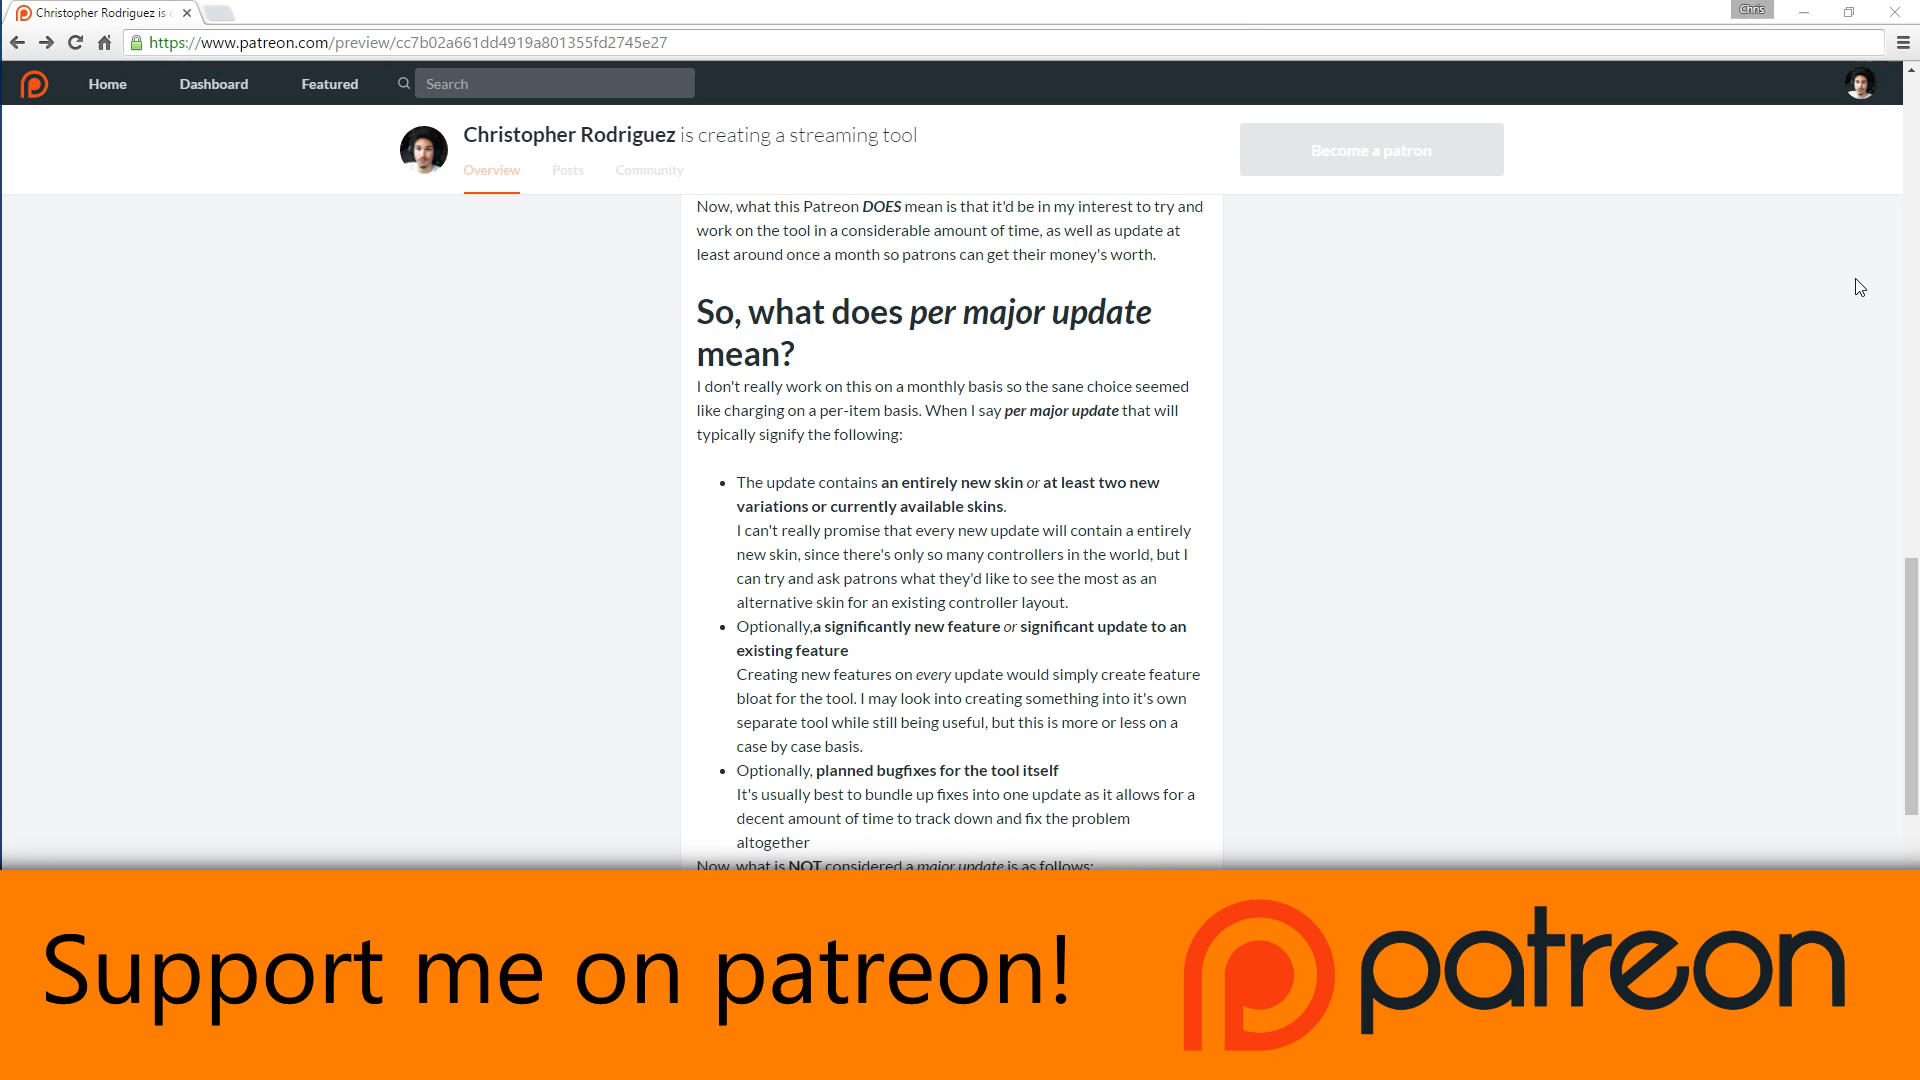 Christopher Rodriguez is c
Chris
https://www.patreon.com/preview/cc7b02a661dd4919a801355fd2745e27
Home Dashboard Featured Search
Christopher Rodriguez is creating a streaming tool
Become a patron
Overview Posts Community
Now, what this Patreon DOES mean is that it'd be in my interest to try and
work on the tool in a considerable amount of time, as well as update at
least around once a month so patrons can get their money's worth.
So, what does per major update
mean?
I don't really work on this on a monthly basis so the sane choice seemed
like charging on a per-item basis. When I say per major update that will
typically signify the following:
• The update contains an entirely new skin or at least two new
variations or currently available skins.
I can't really promise that every new update will contain a entirely
new skin, since there's only so many controllers in the world, but I
can try and ask patrons what they'd like to see the most as an
alternative skin for an existing controller layout.
• Optionally,a significantly new feature or significant update to an
existing feature
Creating new features on every update would simply create feature
bloat for the tool. I may look into creating something into it's own
separate tool while still being useful, but this is more or less on a
case by case basis.
• Optionally, planned bugfixes for the tool itself
It's usually best to bundle up fixes into one update as it allows for a
decent amount of time to track down and fix the problem
altogether
Now, what is NOT considered a major update is as follows:
Support me on patreon!
patreon